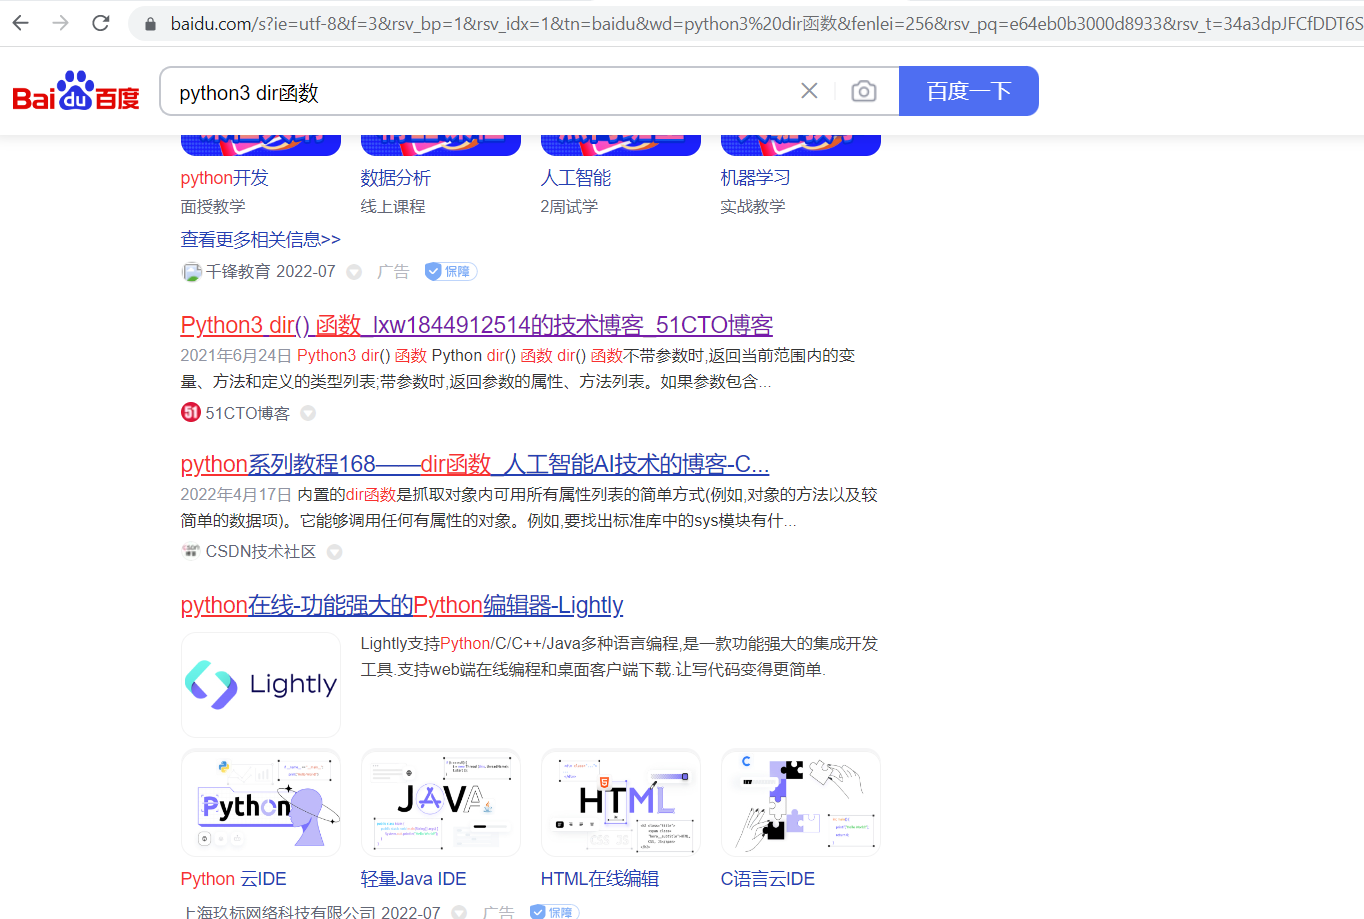 baidu.com/s?ie=utf-8&f=3&rsv_bp=1&rsv_idx=1&tn=baidu&wd=python3%20dir函数&fenlei=256&rsv_pq=e64eb0b3000d8933&rsv_t=34a3dpJFCfDDT6S
Bai du 百度
python3 dir函数
百度一下
python开发 数据分析 人工智能 机器学习
面授教学 线上课程 2周试学 实战教学
查看更多相关信息>>
千锋教育 2022-07 广告 保障
Python3 dir() 函数_lxw1844912514的技术博客_51CTO博客
2021年6月24日 Python3 dir() 函数 Python dir() 函数 dir() 函数不带参数时,返回当前范围内的变
量、方法和定义的类型列表;带参数时,返回参数的属性、方法列表。如果参数包含...
51 51CTO博客
python系列教程168——dir函数_人工智能AI技术的博客-C...
2022年4月17日 内置的dir函数是抓取对象内可用所有属性列表的简单方式(例如,对象的方法以及较
简单的数据项)。它能够调用任何有属性的对象。例如,要找出标准库中的sys模块有什...
CSDN技术社区
python在线-功能强大的Python编辑器-Lightly
Lightly支持Python/C/C++/Java多种语言编程,是一款功能强大的集成开发
工具.支持web端在线编程和桌面客户端下载.让写代码变得更简单.
Lightly
Python JAVA HTML C
Python 云IDE 轻量Java IDE HTML在线编辑 C语言云IDE
上海玖标网络科技有限公司 2022-07 广告 保障